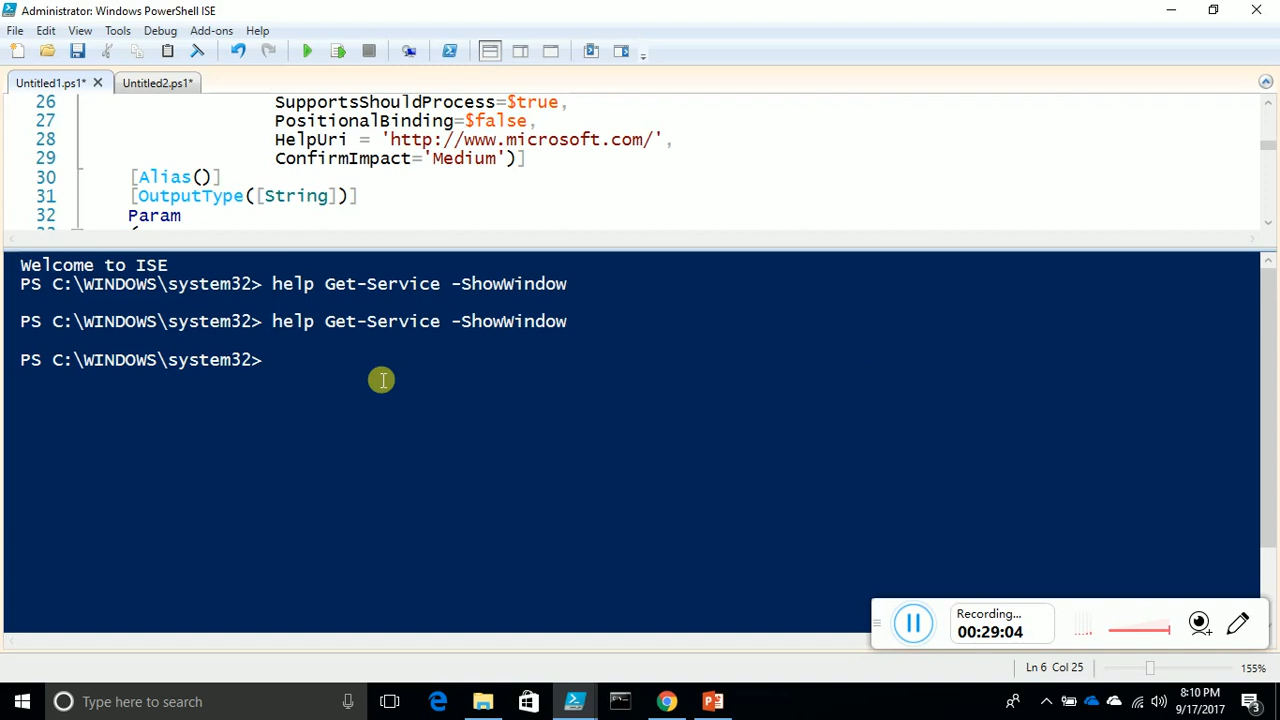 Administrator: Windows PowerShell ISE
File Edit View Tools Debug Add-ons Help
Untitled1.ps1* Untitled2.ps1*
26 SupportsShouldProcess=$true,
27 PositionalBinding=$false,
28 HelpUri = 'http://www.microsoft.com/',
29 ConfirmImpact='Medium')]
30 [Alias()]
31 [OutputType([String])]
32 Param
Welcome to ISE
PS C:\WINDOWS\system32> help Get-Service -ShowWindow
PS C:\WINDOWS\system32> help Get-Service -ShowWindow
PS C:\WINDOWS\system32>
Recording...
00:29:04
Ln 6 Col 25
155%
Type here to search
8:10 PM
9/17/2017
3